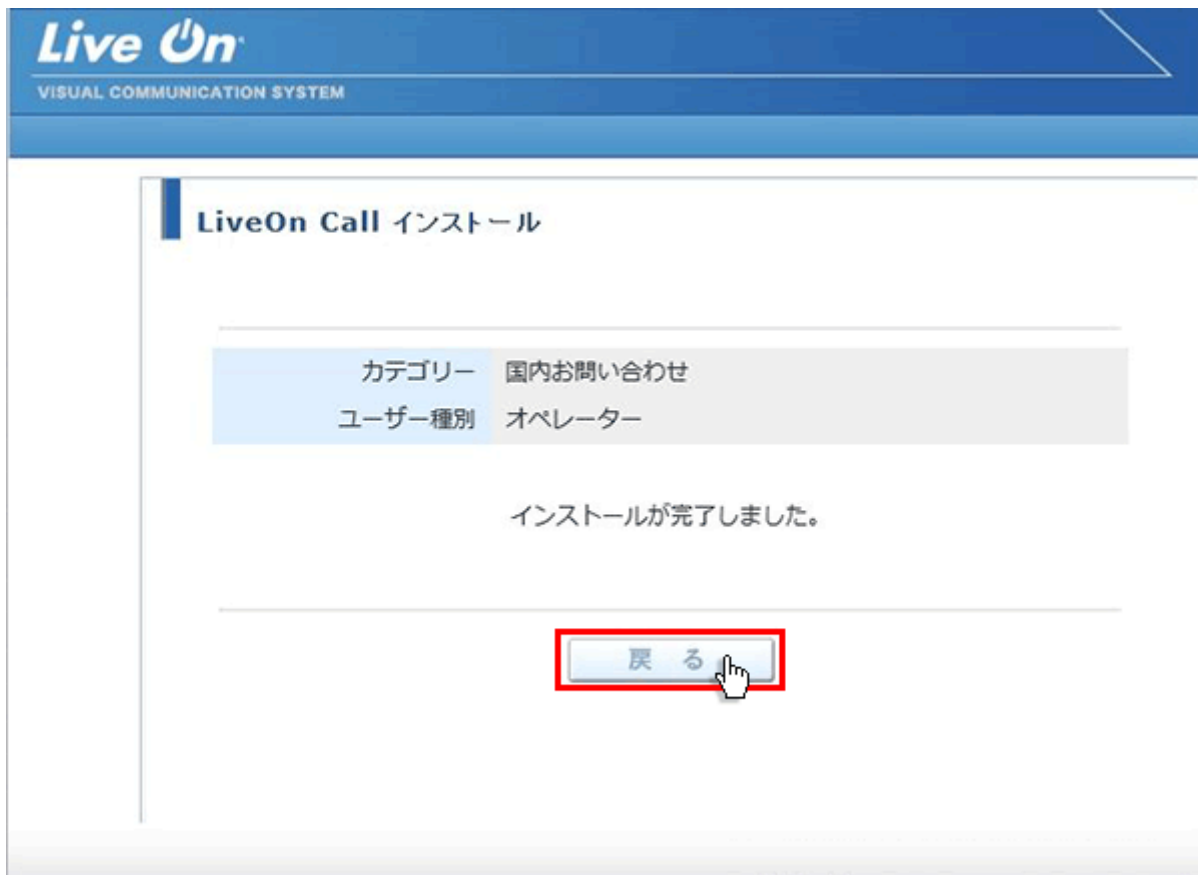 Live On
VISUAL COMMUNICATION SYSTEM
LiveOn Call インストール
カテゴリー 国内お問い合わせ
ユーザー種別 オペレーター
インストールが完了しました。
戻 る